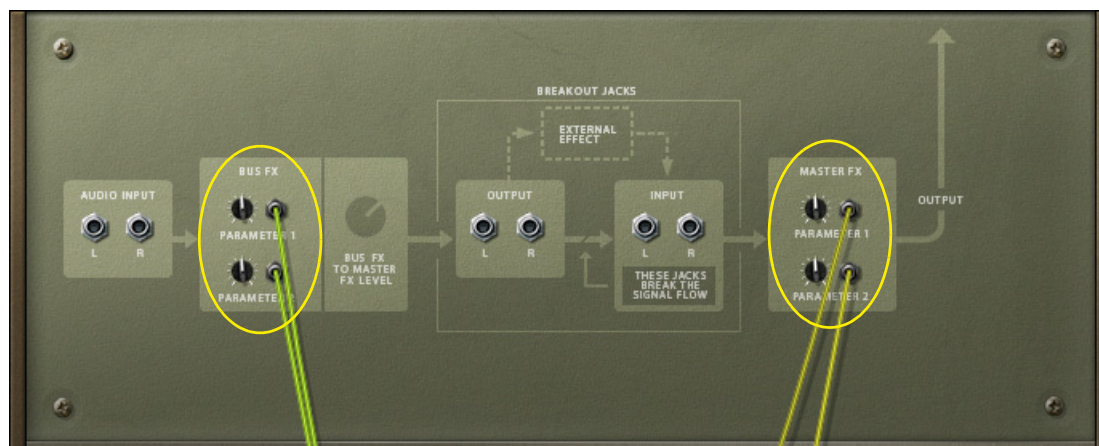 BREAKOUT JACKS
EXTERNAL
EFFECT
AUDIO INPUT
L
R
BUS FX
PARAMETER 1
PARAMETER
BUS FX
TO MASTER
FX LEVEL
OUTPUT
L
R
INPUT
L
R
THESE JACKS
BREAK THE
SIGNAL FLOW
MASTER FX
PARAMETER 1
PARAMETER 2
OUTPUT